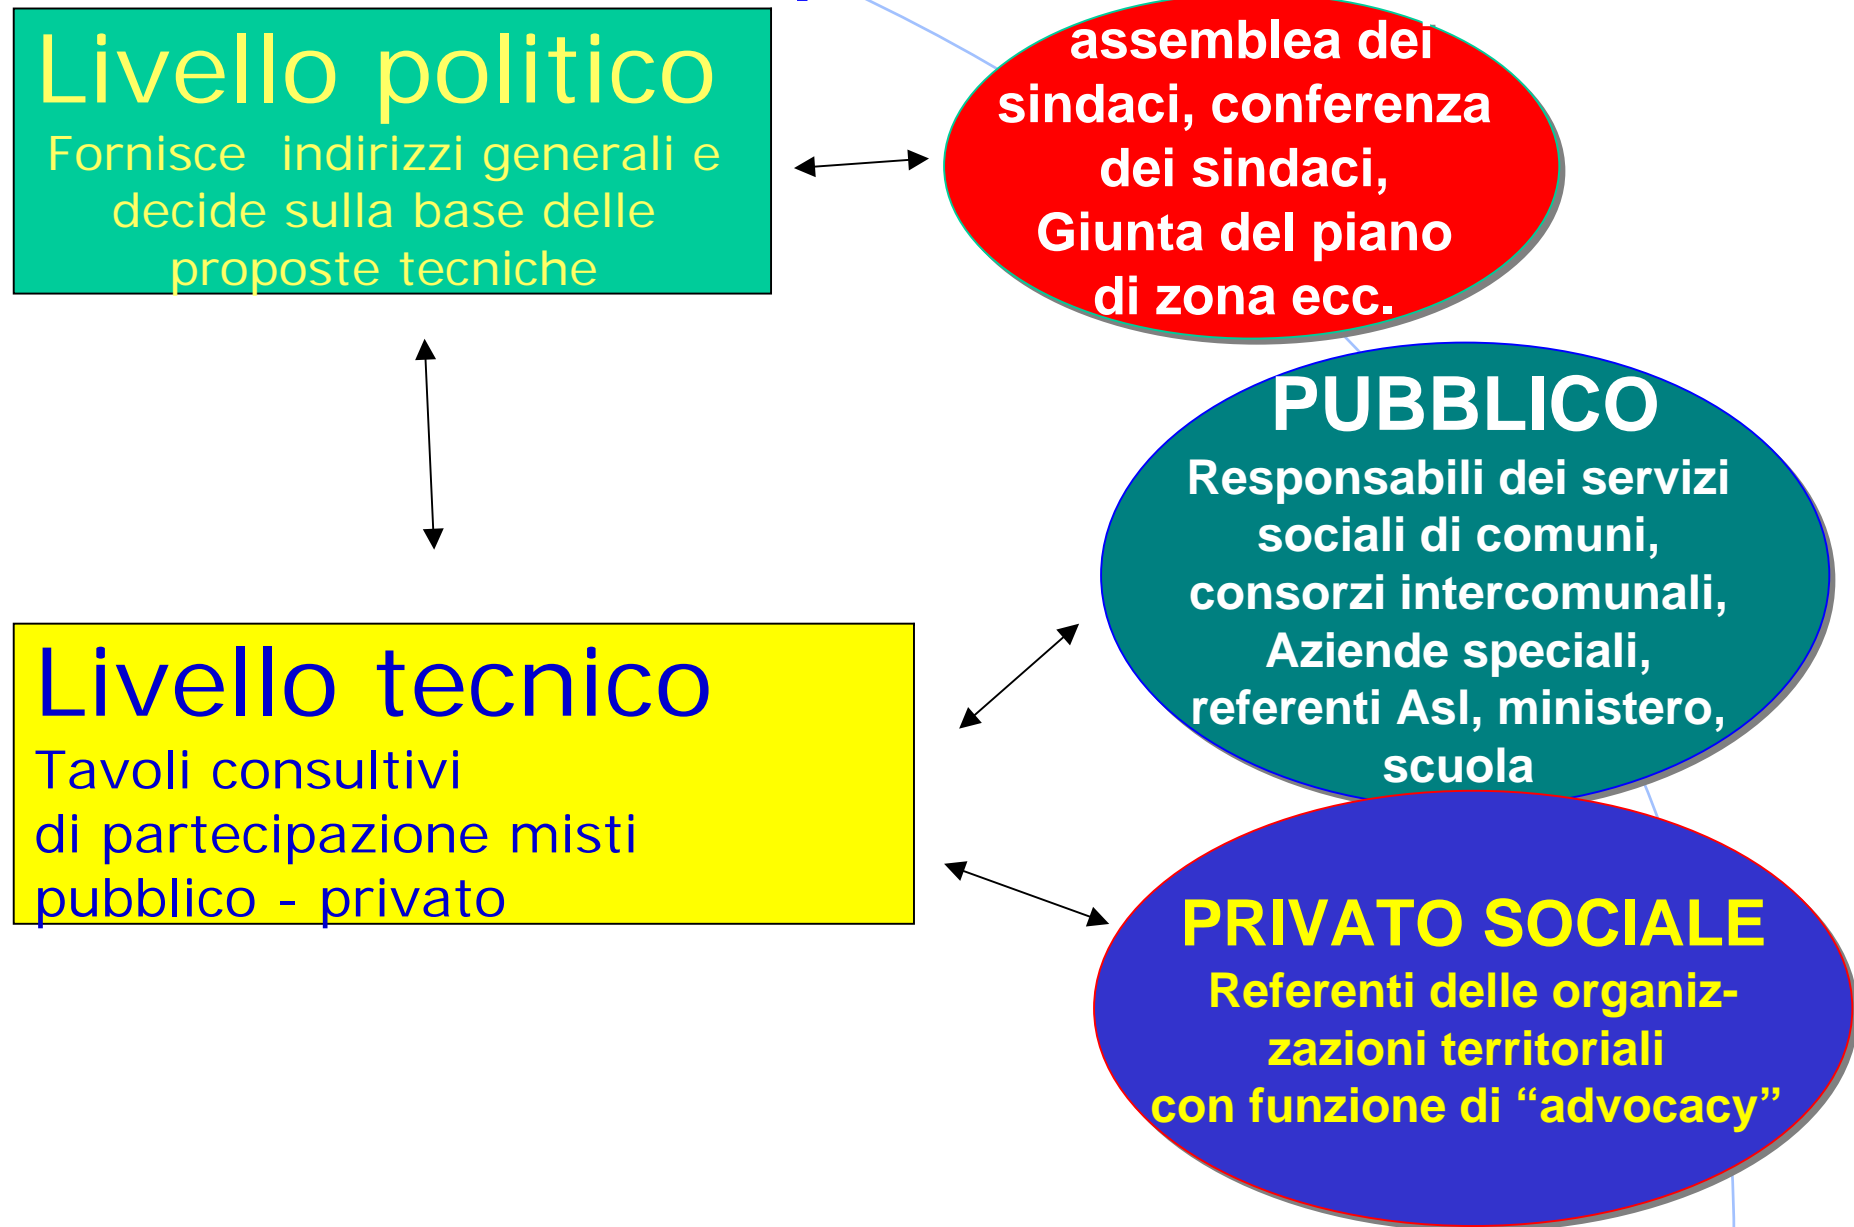 Livello politico
Fornisce indirizzi generali e
decide sulla base delle
proposte tecniche
assemblea dei
sindaci, conferenza
dei sindaci,
Giunta del piano
di zona ecc.
PUBBLICO
Responsabili dei servizi
sociali di comuni,
consorzi intercomunali,
Aziende speciali,
referenti Asl, ministero,
scuola
Livello tecnico
Tavoli consultivi
di partecipazione misti
pubblico - privato
PRIVATO SOCIALE
Referenti delle organiz-
zazioni territoriali
con funzione di “advocacy”